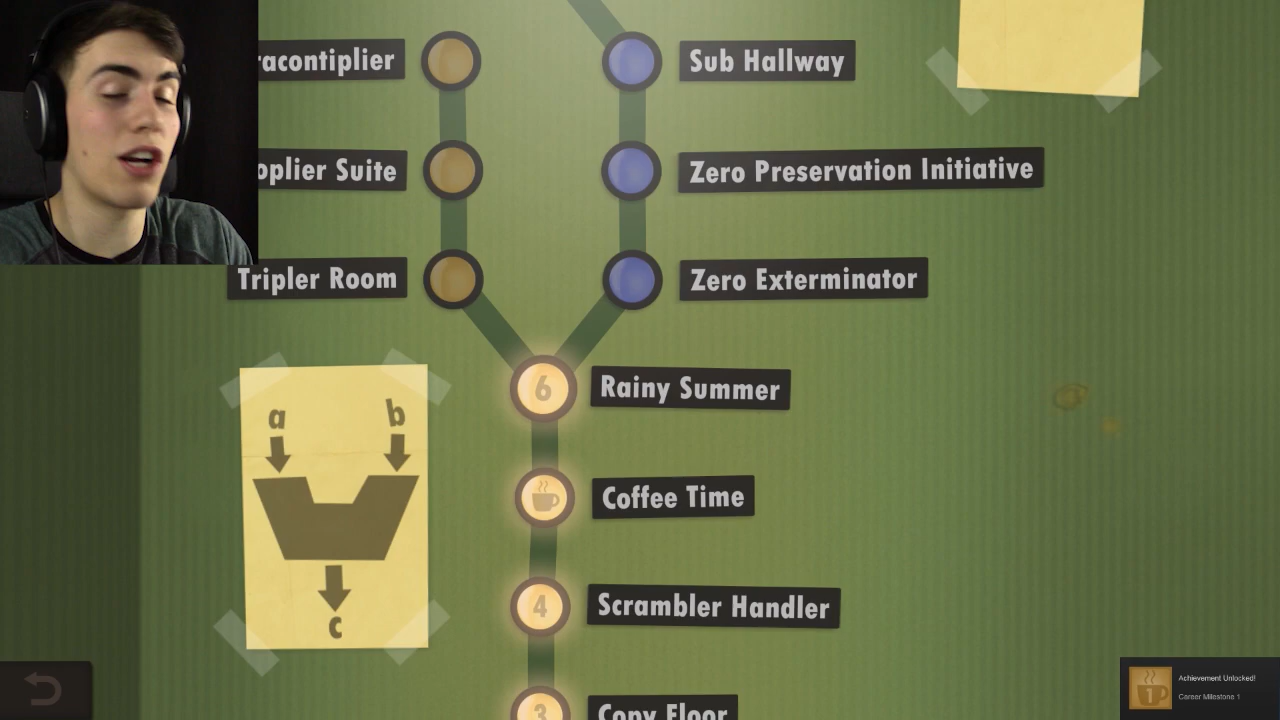 racontiplier
Sub Hallway
oplier Suite
Zero Preservation Initiative
Tripler Room
Zero Exterminator
6
Rainy Summer
a
b
Coffee Time
4
Scrambler Handler
c
3
Copy Floor
1
Achievement Unlocked!
Career Milestone 1